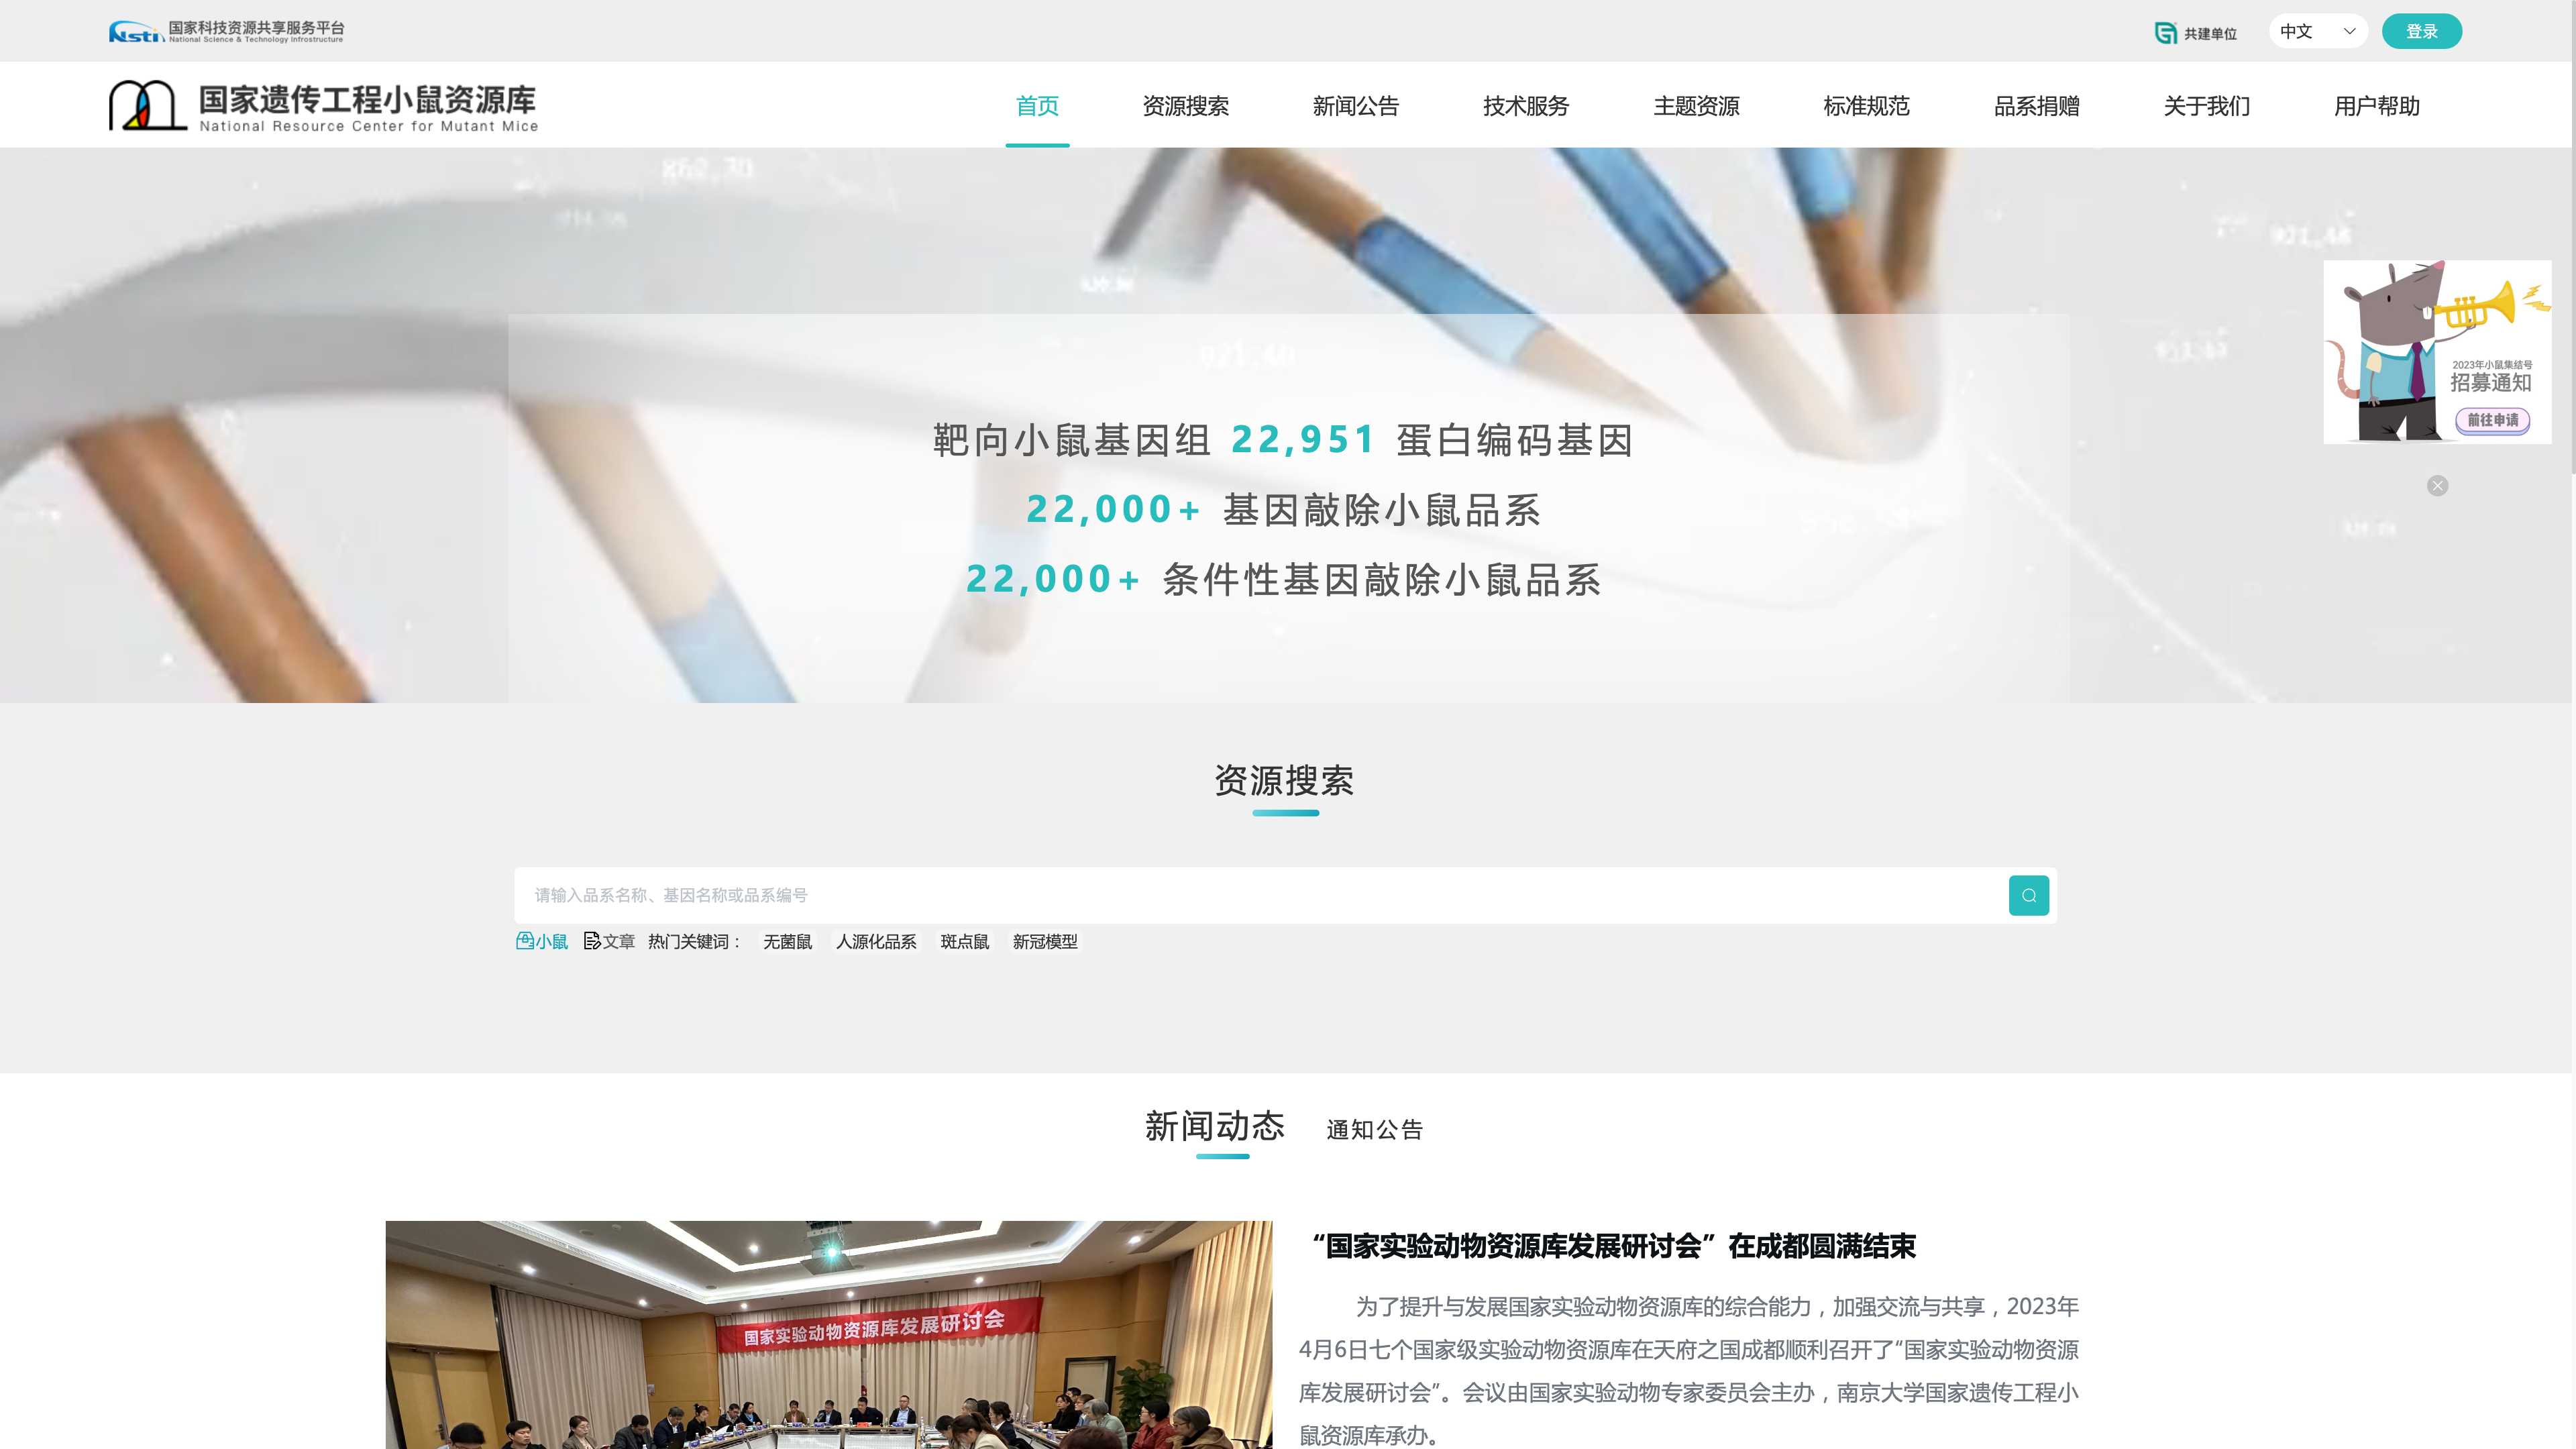 Nsti 国家科技资源共享服务平台
National Science & Technology Infrostructure
共建单位
中文
登录
国家遗传工程小鼠资源库
National Resource Center for Mutant Mice
首页 资源搜索 新闻公告 技术服务 主题资源 标准规范 品系捐赠 关于我们 用户帮助
862.30
921.48
921.48
2023年小鼠集结号
招募通知
前往申请
靶向小鼠基因组 22,951 蛋白编码基因
22,000+ 基因敲除小鼠品系
22,000+ 条件性基因敲除小鼠品系
资源搜索
请输入品系名称、基因名称或品系编号
小鼠 文章 热门关键词： 无菌鼠 人源化品系 斑点鼠 新冠模型
新闻动态 通知公告
国家实验动物资源库发展研讨会
“国家实验动物资源库发展研讨会”在成都圆满结束
为了提升与发展国家实验动物资源库的综合能力，加强交流与共享，2023年
4月6日七个国家级实验动物资源库在天府之国成都顺利召开了“国家实验动物资源
库发展研讨会”。会议由国家实验动物专家委员会主办，南京大学国家遗传工程小
鼠资源库承办。